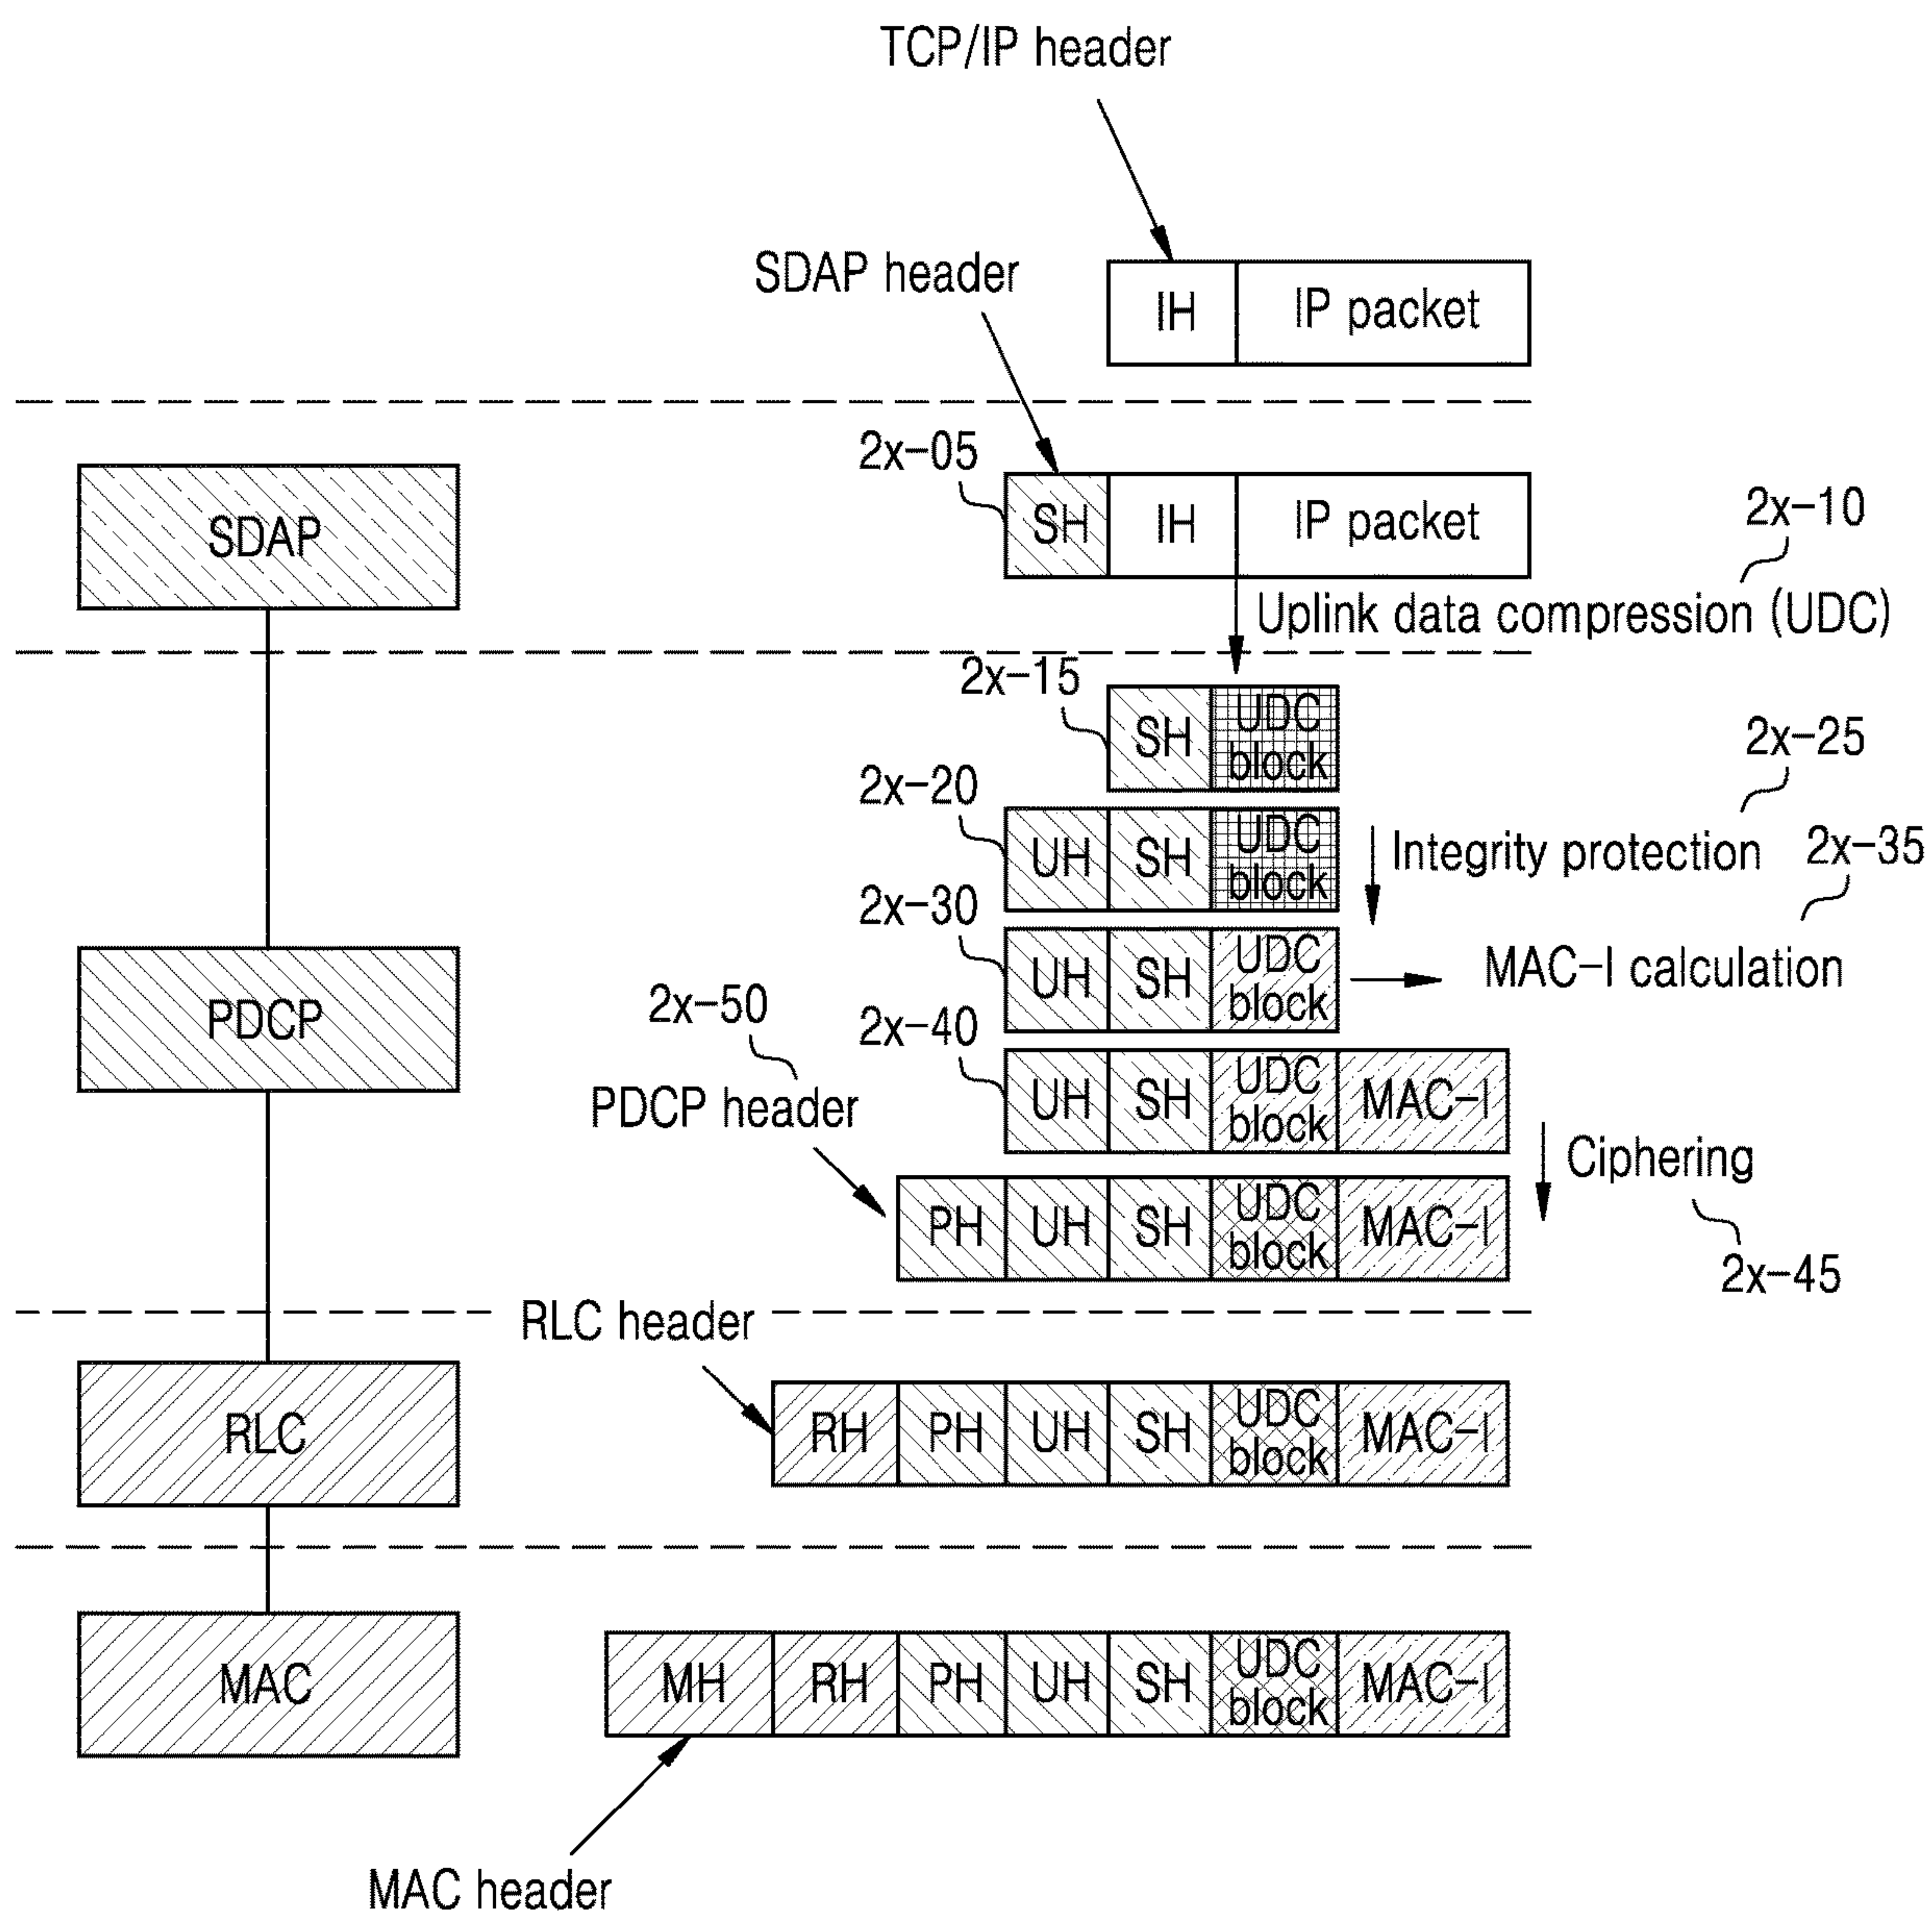 TCP/IP header
IH IP packet
SDAP header
SDAP
2x-05
SH IH IP packet
2x-10
Uplink data compression (UDC)
2x-15
SH UDC block
2x-20
UH SH UDC block
2x-25
Integrity protection
2x-30
UH SH UDC block
2x-35
MAC-I calculation
PDCP
2x-50
PDCP header
2x-40
UH SH UDC block MAC-I
Ciphering
2x-45
PH UH SH UDC block MAC-I
RLC header
RLC
RH PH UH SH UDC block MAC-I
MAC
MH RH PH UH SH UDC block MAC-I
MAC header